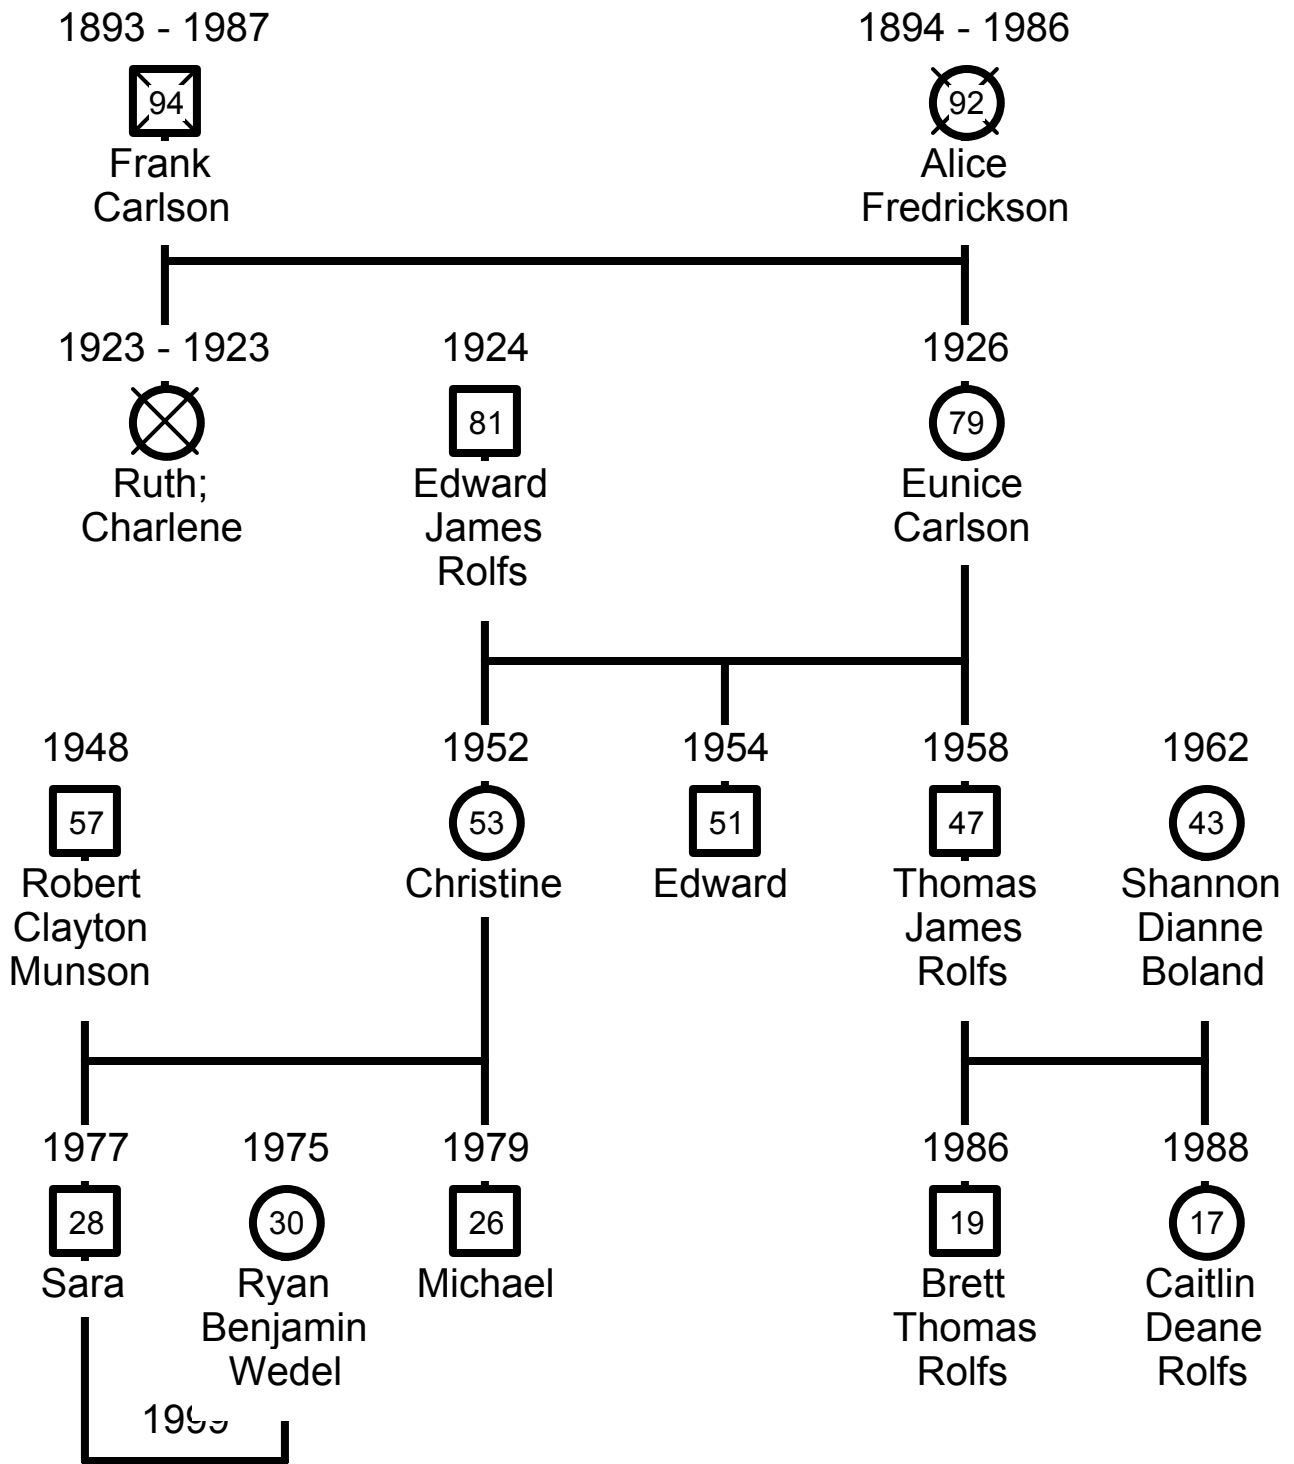 1893 - 1987
1894 - 1986
94
92
Frank
Carlson
Alice
Fredrickson
1923 - 1923
1924
1926
81
79
Ruth;
Charlene
Edward
James
Rolfs
Eunice
Carlson
1948
1952
1954
1958
1962
57
53
51
47
43
Robert
Clayton
Munson
Christine
Edward
Thomas
James
Rolfs
Shannon
Dianne
Boland
1977
1975
1979
1986
1988
28
30
26
19
17
Sara
Ryan
Benjamin
Wedel
Michael
Brett
Thomas
Rolfs
Caitlin
Deane
Rolfs
1999